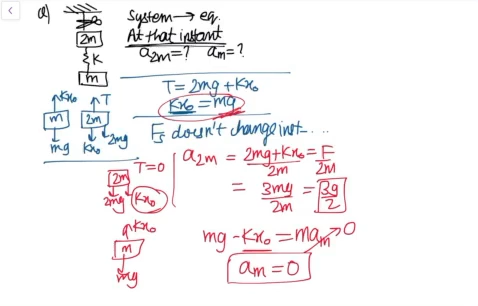 a)
System → eq.
At that instant
a₂ₘ=? aₘ=?
2m
K
m
T = 2mg + Kx₀
Kx₀ = mg
Fₛ doesn't change inst-....
Kx₀
m
mg
T
2m
Kx₀
2mg
T=0
2m
2mg
Kx₀
a₂ₘ = 2mg+Kx₀/2m = F/2m
= 3mg/2m = 3g/2
Kx₀
m
mg
mg - Kx₀ = maₘ 0
aₘ = 0